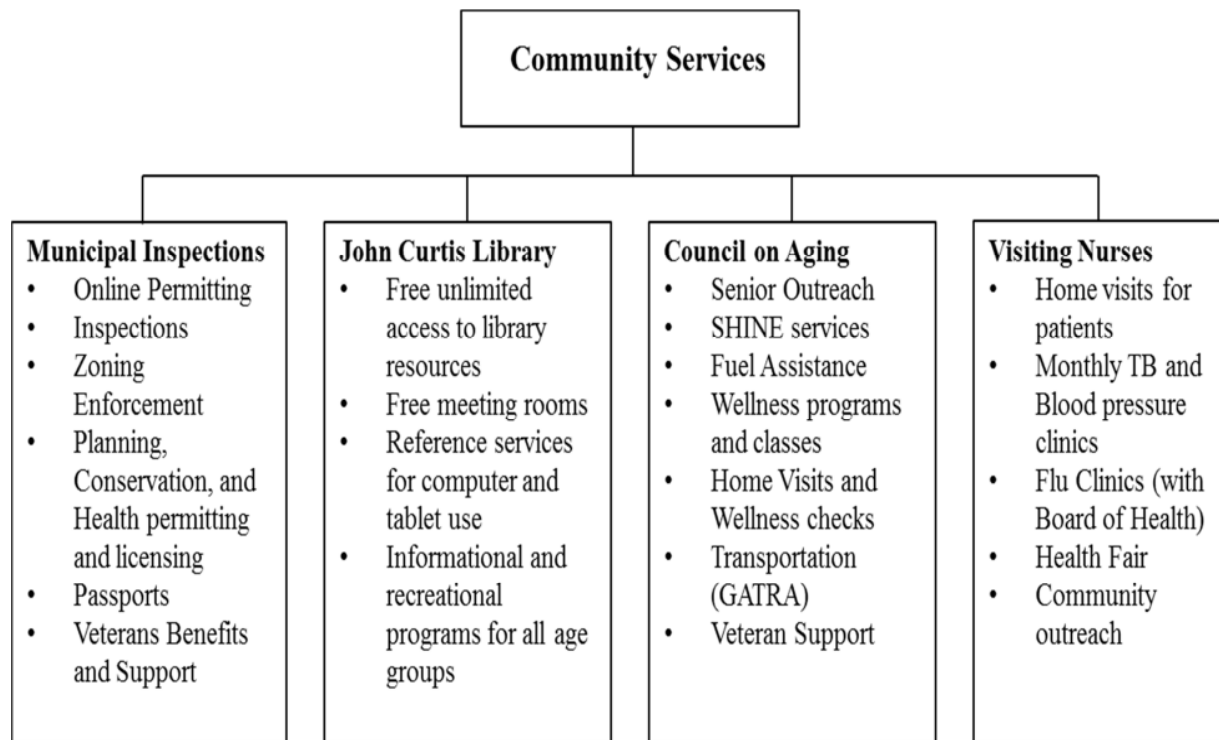 Community Services
Municipal Inspections
• Online Permitting
• Inspections
• Zoning
Enforcement
• Planning,
Conservation, and
Health permitting
and licensing
• Passports
• Veterans Benefits
and Support
John Curtis Library
• Free unlimited
access to library
resources
• Free meeting rooms
• Reference services
for computer and
tablet use
• Informational and
recreational
programs for all age
groups
Council on Aging
• Senior Outreach
• SHINE services
• Fuel Assistance
• Wellness programs
and classes
• Home Visits and
Wellness checks
• Transportation
(GATRA)
• Veteran Support
Visiting Nurses
• Home visits for
patients
• Monthly TB and
Blood pressure
clinics
• Flu Clinics (with
Board of Health)
• Health Fair
• Community
outreach